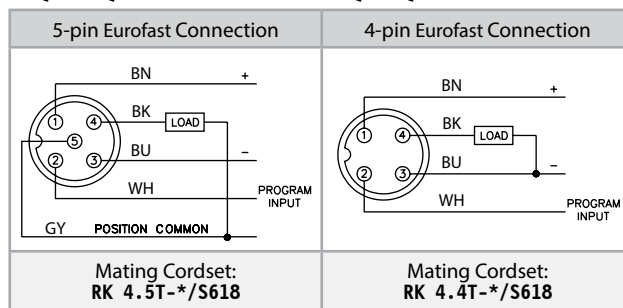 5-pin Eurofast Connection
BN +
1 4 BK LOAD
5
2 3 BU –
WH PROGRAM
INPUT
GY POSITION COMMON
Mating Cordset:
RK 4.5T-*/S618
4-pin Eurofast Connection
BN +
1 4 BK LOAD
2 3 BU –
WH PROGRAM
INPUT
Mating Cordset:
RK 4.4T-*/S618